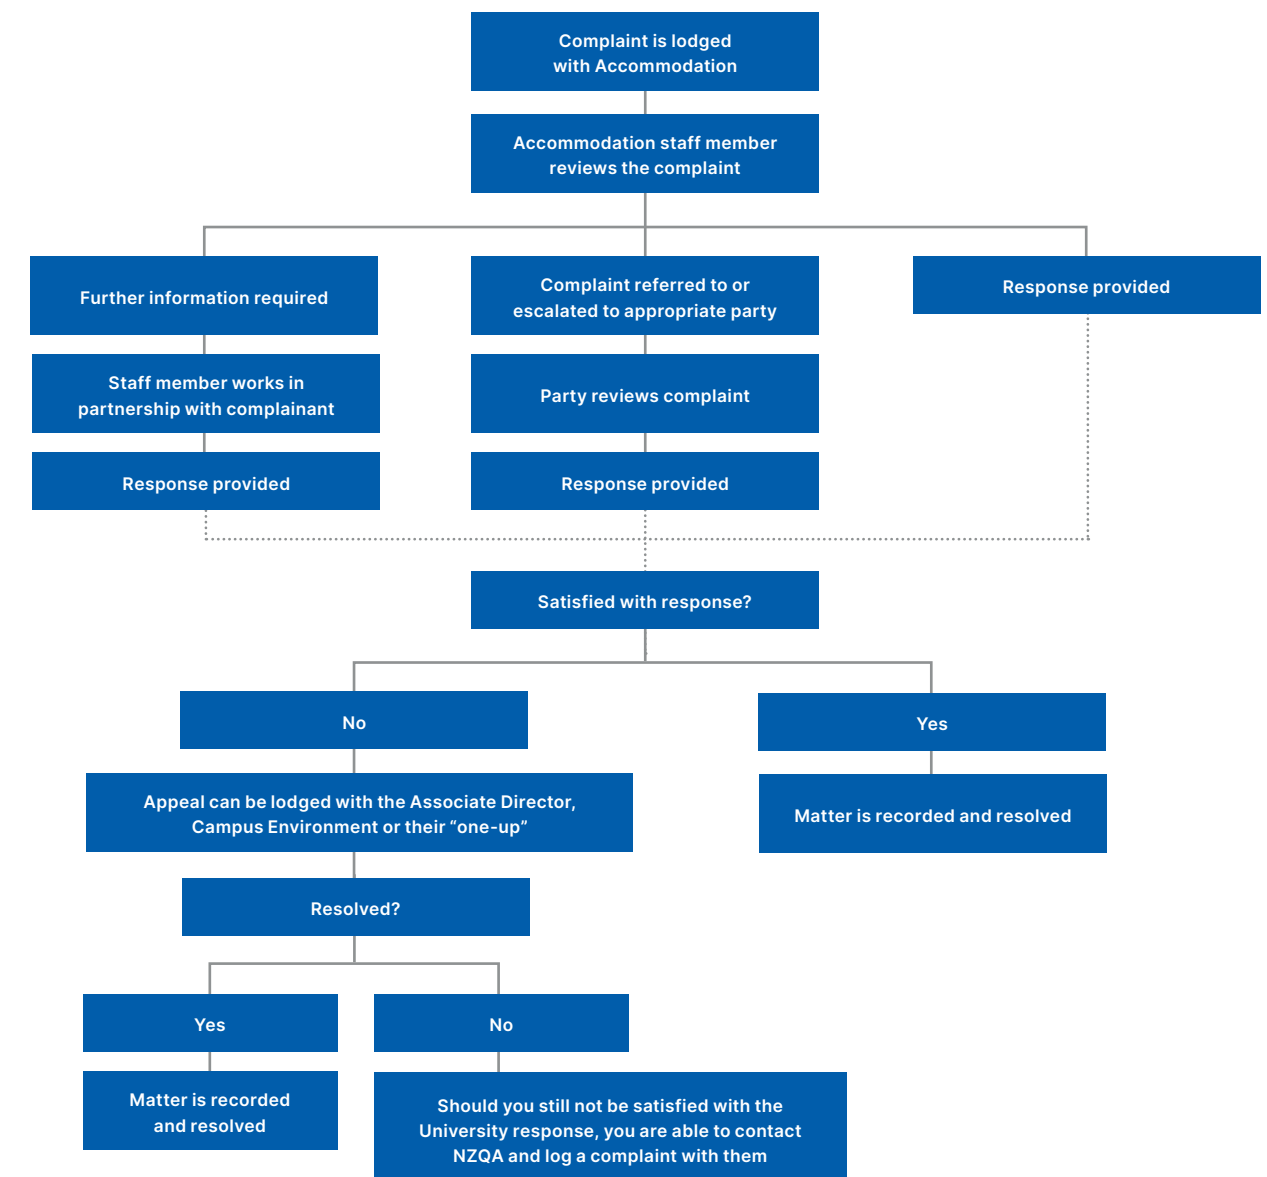 Complaint is lodged
with Accommodation
Accommodation staff member
reviews the complaint
Further information required
Complaint referred to or
escalated to appropriate party
Response provided
Staff member works in
partnership with complainant
Party reviews complaint
Response provided
Response provided
Satisfied with response?
No
Yes
Appeal can be lodged with the Associate Director,
Campus Environment or their “one-up”
Matter is recorded and resolved
Resolved?
Yes
No
Matter is recorded
and resolved
Should you still not be satisfied with the
University response, you are able to contact
NZQA and log a complaint with them